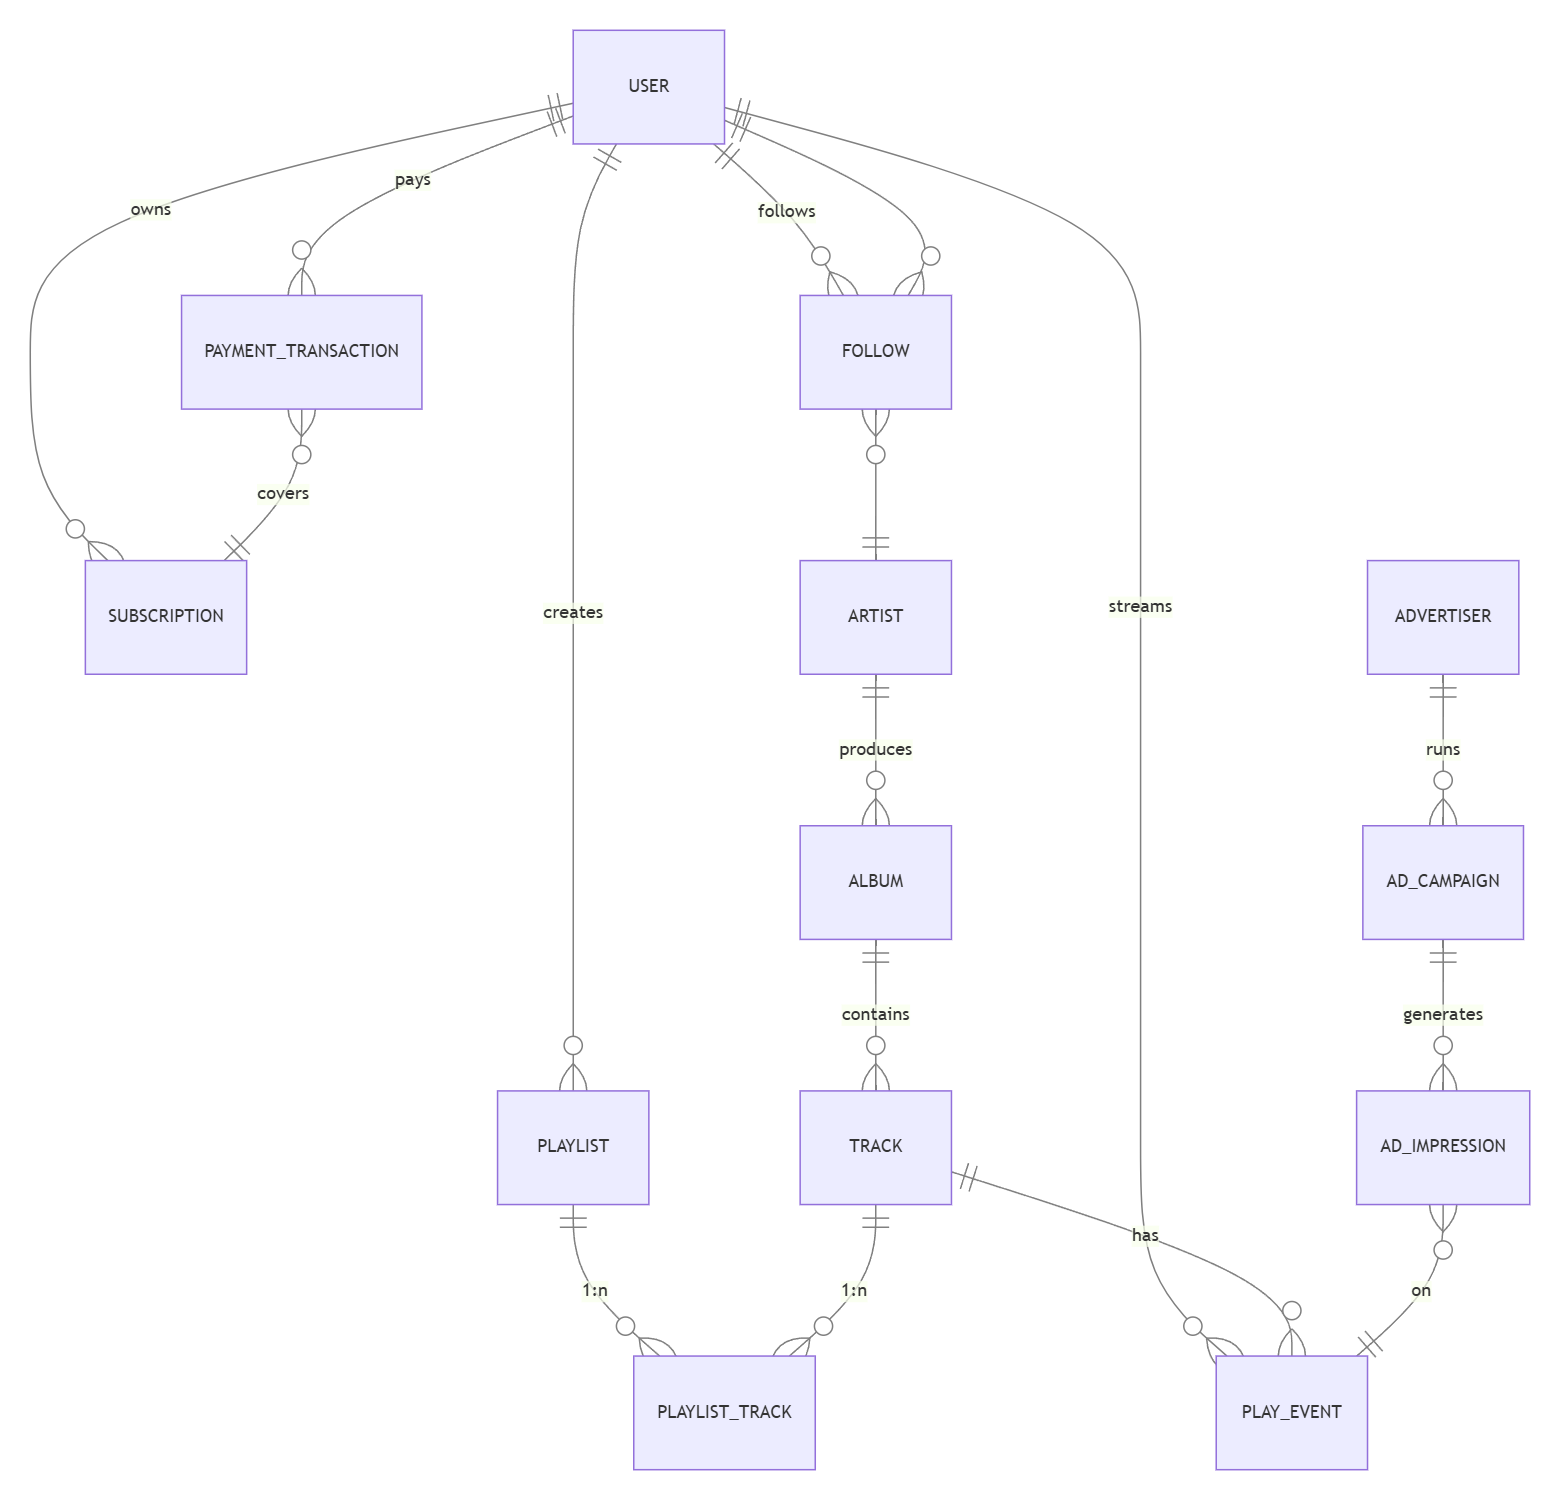 USER
pays
owns
follows
PAYMENT_TRANSACTION
FOLLOW
covers
SUBSCRIPTION
creates
ARTIST
streams
ADVERTISER
produces
runs
ALBUM
AD_CAMPAIGN
contains
generates
PLAYLIST
TRACK
AD_IMPRESSION
has
1:n
1:n
on
PLAYLIST_TRACK
PLAY_EVENT